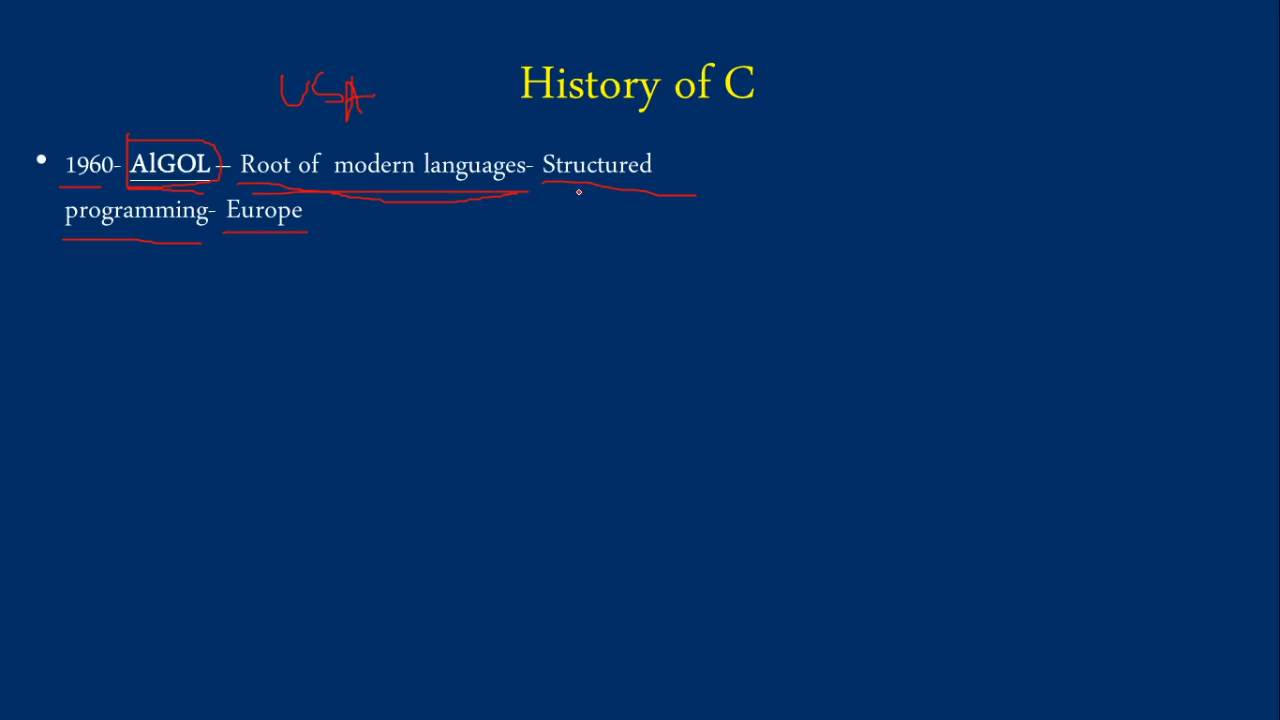 History of C
USA
• 1960- AlGOL – Root of modern languages- Structured
programming- Europe